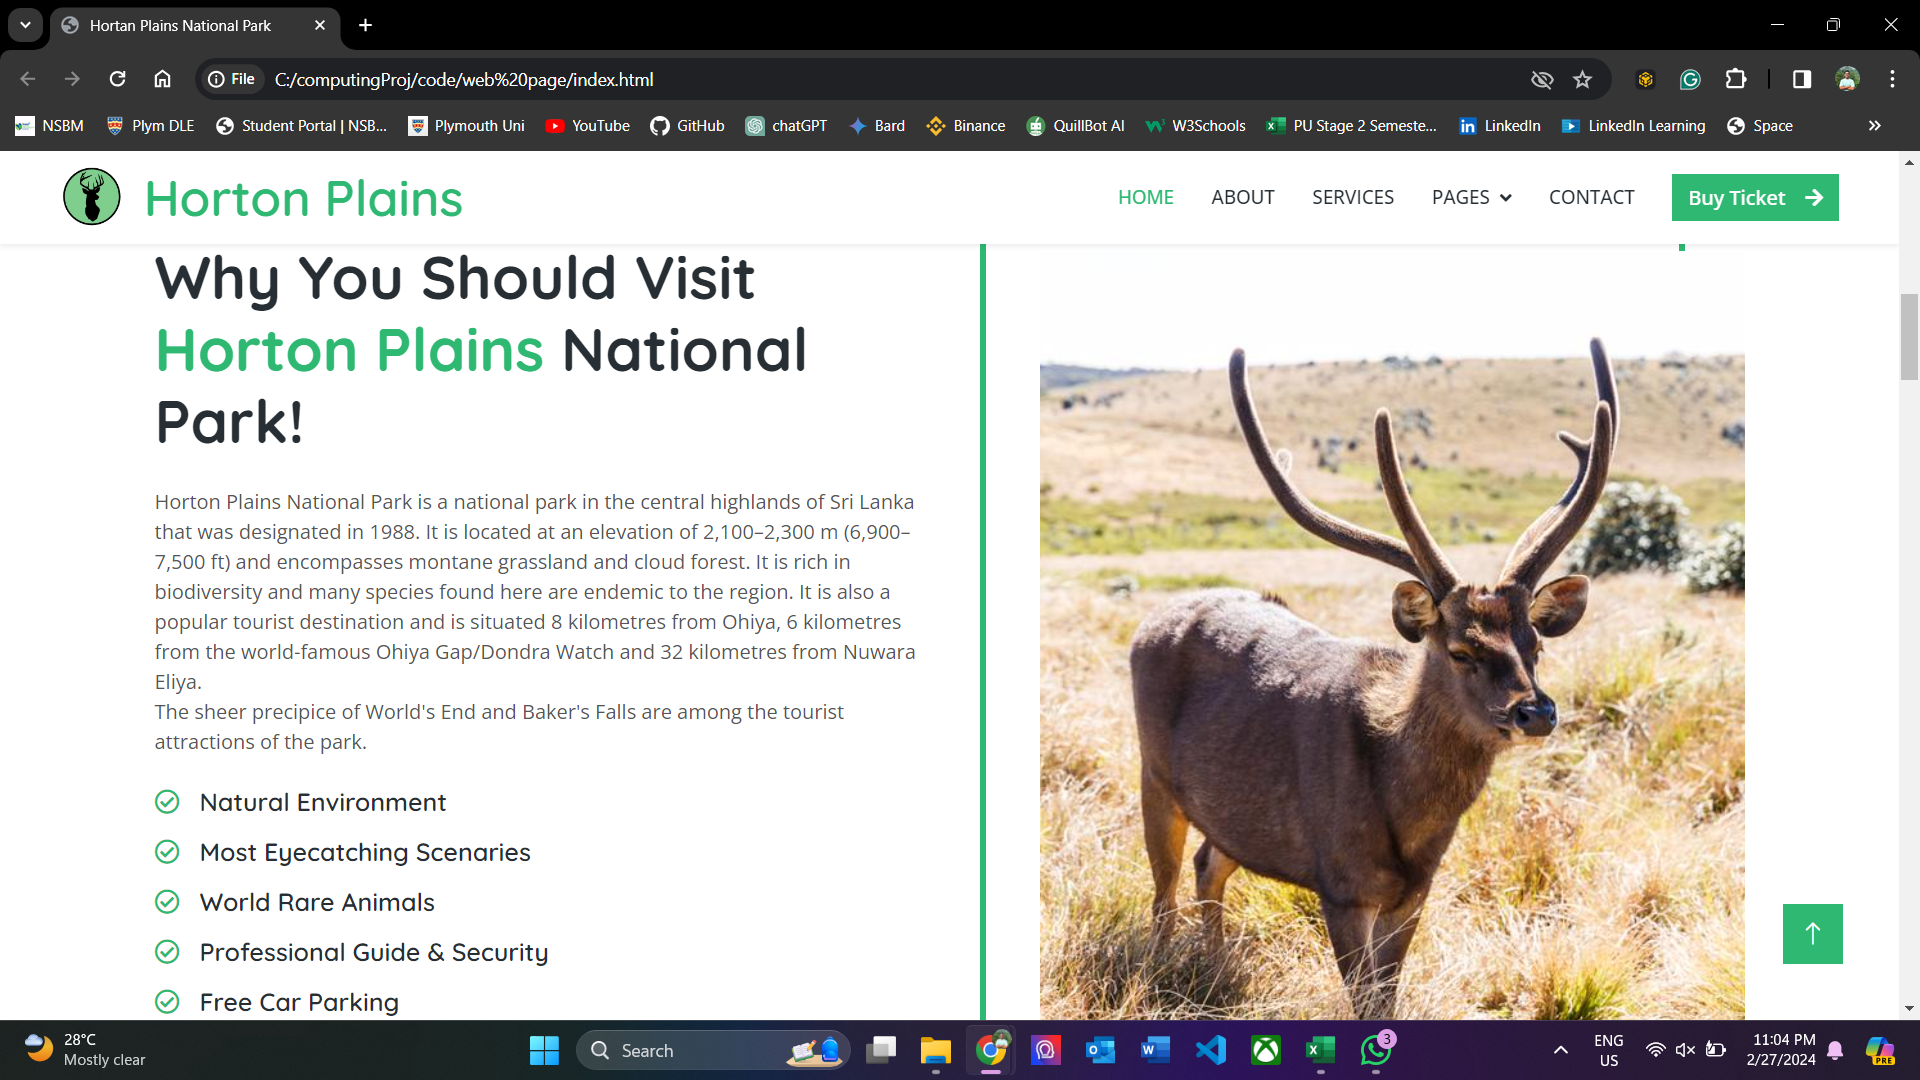 Hortan Plains National Park
File
C:/computingProj/code/web%20page/index.html
NSBM
Plym DLE
Student Portal | NSB...
Plymouth Uni
YouTube
GitHub
chatGPT
Bard
Binance
QuillBot AI
W3Schools
PU Stage 2 Semeste...
LinkedIn
LinkedIn Learning
Space
Horton Plains
HOME
ABOUT
SERVICES
PAGES
CONTACT
Buy Ticket
Why You Should Visit
Horton Plains National
Park!
Horton Plains National Park is a national park in the central highlands of Sri Lanka
that was designated in 1988. It is located at an elevation of 2,100–2,300 m (6,900–
7,500 ft) and encompasses montane grassland and cloud forest. It is rich in
biodiversity and many species found here are endemic to the region. It is also a
popular tourist destination and is situated 8 kilometres from Ohiya, 6 kilometres
from the world-famous Ohiya Gap/Dondra Watch and 32 kilometres from Nuwara
Eliya.
The sheer precipice of World's End and Baker's Falls are among the tourist
attractions of the park.
Natural Environment
Most Eyecatching Scenaries
World Rare Animals
Professional Guide & Security
Free Car Parking
28°C
Mostly clear
Search
3
ENG
US
11:04 PM
2/27/2024
PRE